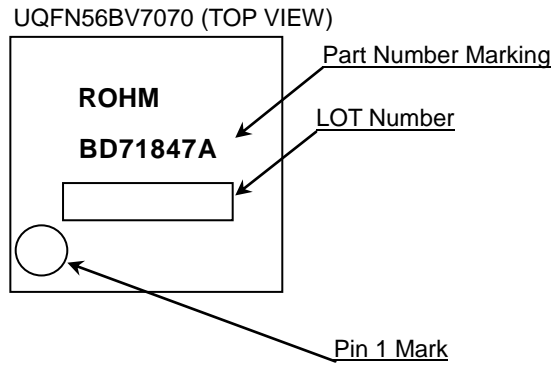 UQFN56BV7070 (TOP VIEW)
Part Number Marking
ROHM
LOT Number
BD71847A
Pin 1 Mark